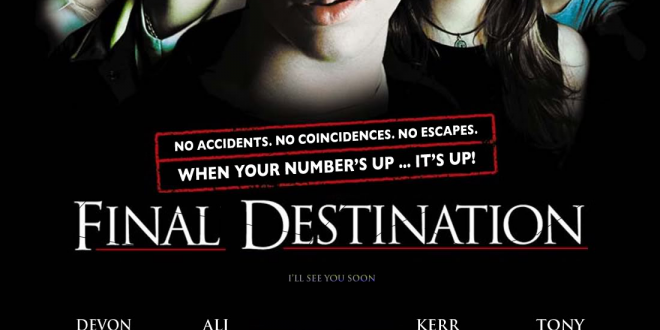 NO ACCIDENTS. NO COINCIDENCES. NO ESCAPES.
WHEN YOUR NUMBER'S UP ... IT'S UP!
FINAL DESTINATION
I'LL SEE YOU SOON
DEVON ALI KERR TONY